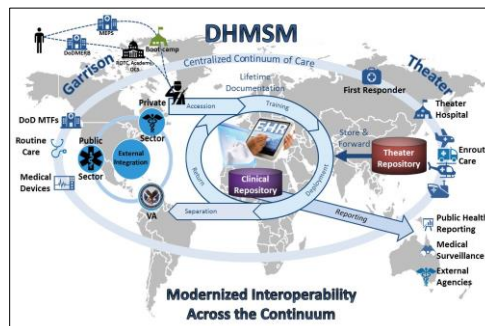 DHMSM
MEPS
DoDMERB
Boot-camp
ROTC, Academy,
OCS
Garrison
Centralized Continuum of Care
Theater
Lifetime
Documentation
Private
Sector
Accession
Training
First Responder
Theater
Hospital
DoD MTFs
Routine
Care
Public
Sector
External
Integration
EHR
Store &
Forward
Theater
Repository
Enroute
Care
Medical
Devices
Return
Clinical
Repository
Deployment
VA
Separation
Reporting
Public Health
Reporting
Medical
Surveillance
External
Agencies
Modernized Interoperability
Across the Continuum